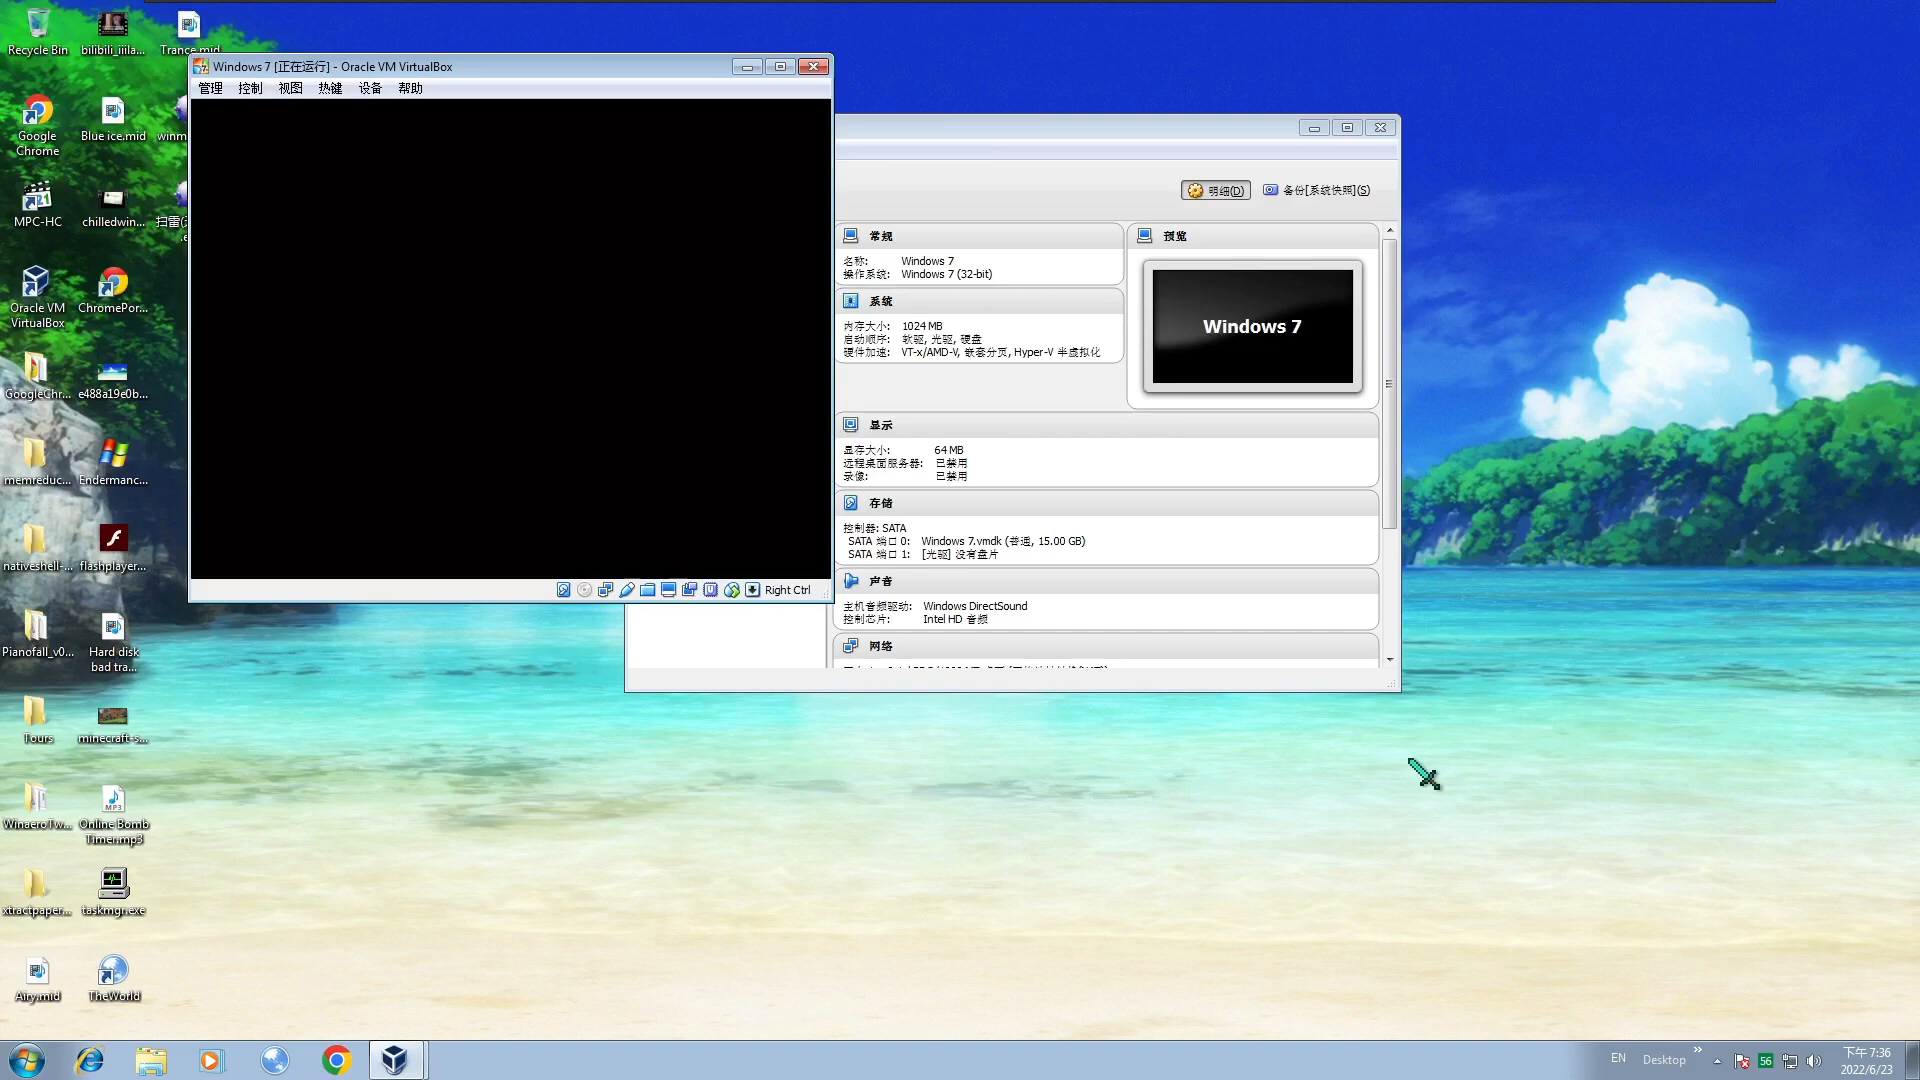 Recycle Bin
bilibili_iiila...
Trance.mid
Google Chrome
Blue ice.mid
winm
MPC-HC
chilledwin...
Oracle VM VirtualBox
ChromePor...
GoogleChr...
e488a19e0b...
memreduc...
Endermanc...
nativeshell-...
flashplayer...
Pianofall_v0...
Hard disk bad tra...
Tours
minecraft-s...
WinaeroTw...
Online Bomb Timer.mp3
MP3
xtractpaper...
taskmgr.exe
Airy.mid
TheWorld
Windows 7 [正在运行] - Oracle VM VirtualBox
管理 控制 视图 热键 设备 帮助
Right Ctrl
明细(D) 备份[系统快照](S)
常规
名称: Windows 7
操作系统: Windows 7 (32-bit)
系统
内存大小: 1024 MB
启动顺序: 软驱, 光驱, 硬盘
硬件加速: VT-x/AMD-V, 嵌套分页, Hyper-V 半虚拟化
预览
Windows 7
显示
显存大小: 64 MB
远程桌面服务器: 已禁用
录像: 已禁用
存储
控制器: SATA
SATA 端口 0: Windows 7.vmdk (普通, 15.00 GB)
SATA 端口 1: [光驱] 没有盘片
声音
主机音频驱动: Windows DirectSound
控制芯片: Intel HD 音频
网络
EN Desktop » 56
下午 7:36
2022/6/23